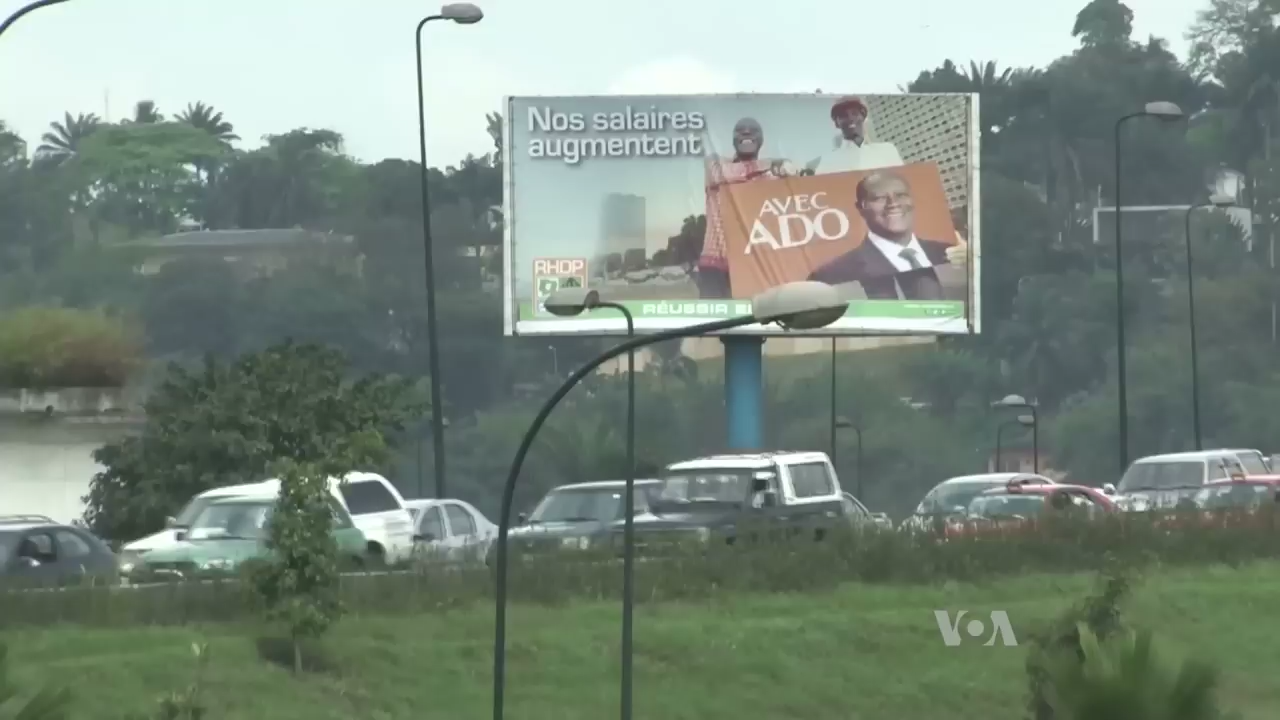 Nos salaires
augmentent
AVEC
ADO
RHDP
RÉUSSIR
VOA